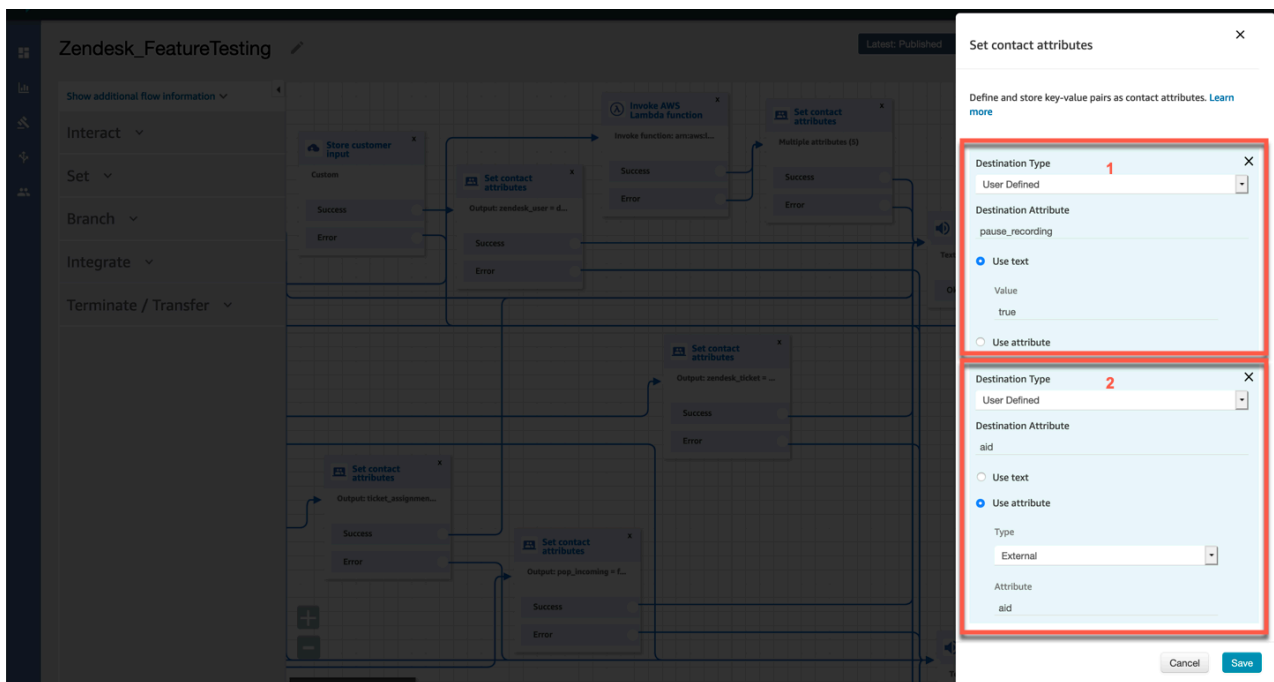 Zendesk_FeatureTesting
Latest: Published
Show additional flow information
Interact
Set
Branch
Integrate
Terminate / Transfer
Store customer
input
X
Custom
Success
Error
Set contact
attributes
X
Output: zendesk_user = d...
Success
Error
Invoke AWS
Lambda function
X
Invoke function: arn:aws:l...
Success
Error
Set contact
attributes
X
Multiple attributes (5)
Success
Error
Set contact
attributes
X
Output: zendesk_ticket = ...
Success
Error
Set contact
attributes
X
Output: ticket_assignmen...
Success
Error
Set contact
attributes
X
Output: pop_incoming = f...
Success
Error
Set contact attributes
Define and store key-value pairs as contact attributes. Learn
more
Destination Type
1
User Defined
Destination Attribute
pause_recording
Use text
Value
true
Use attribute
Destination Type
2
User Defined
Destination Attribute
aid
Use text
Use attribute
Type
External
Attribute
aid
Cancel
Save